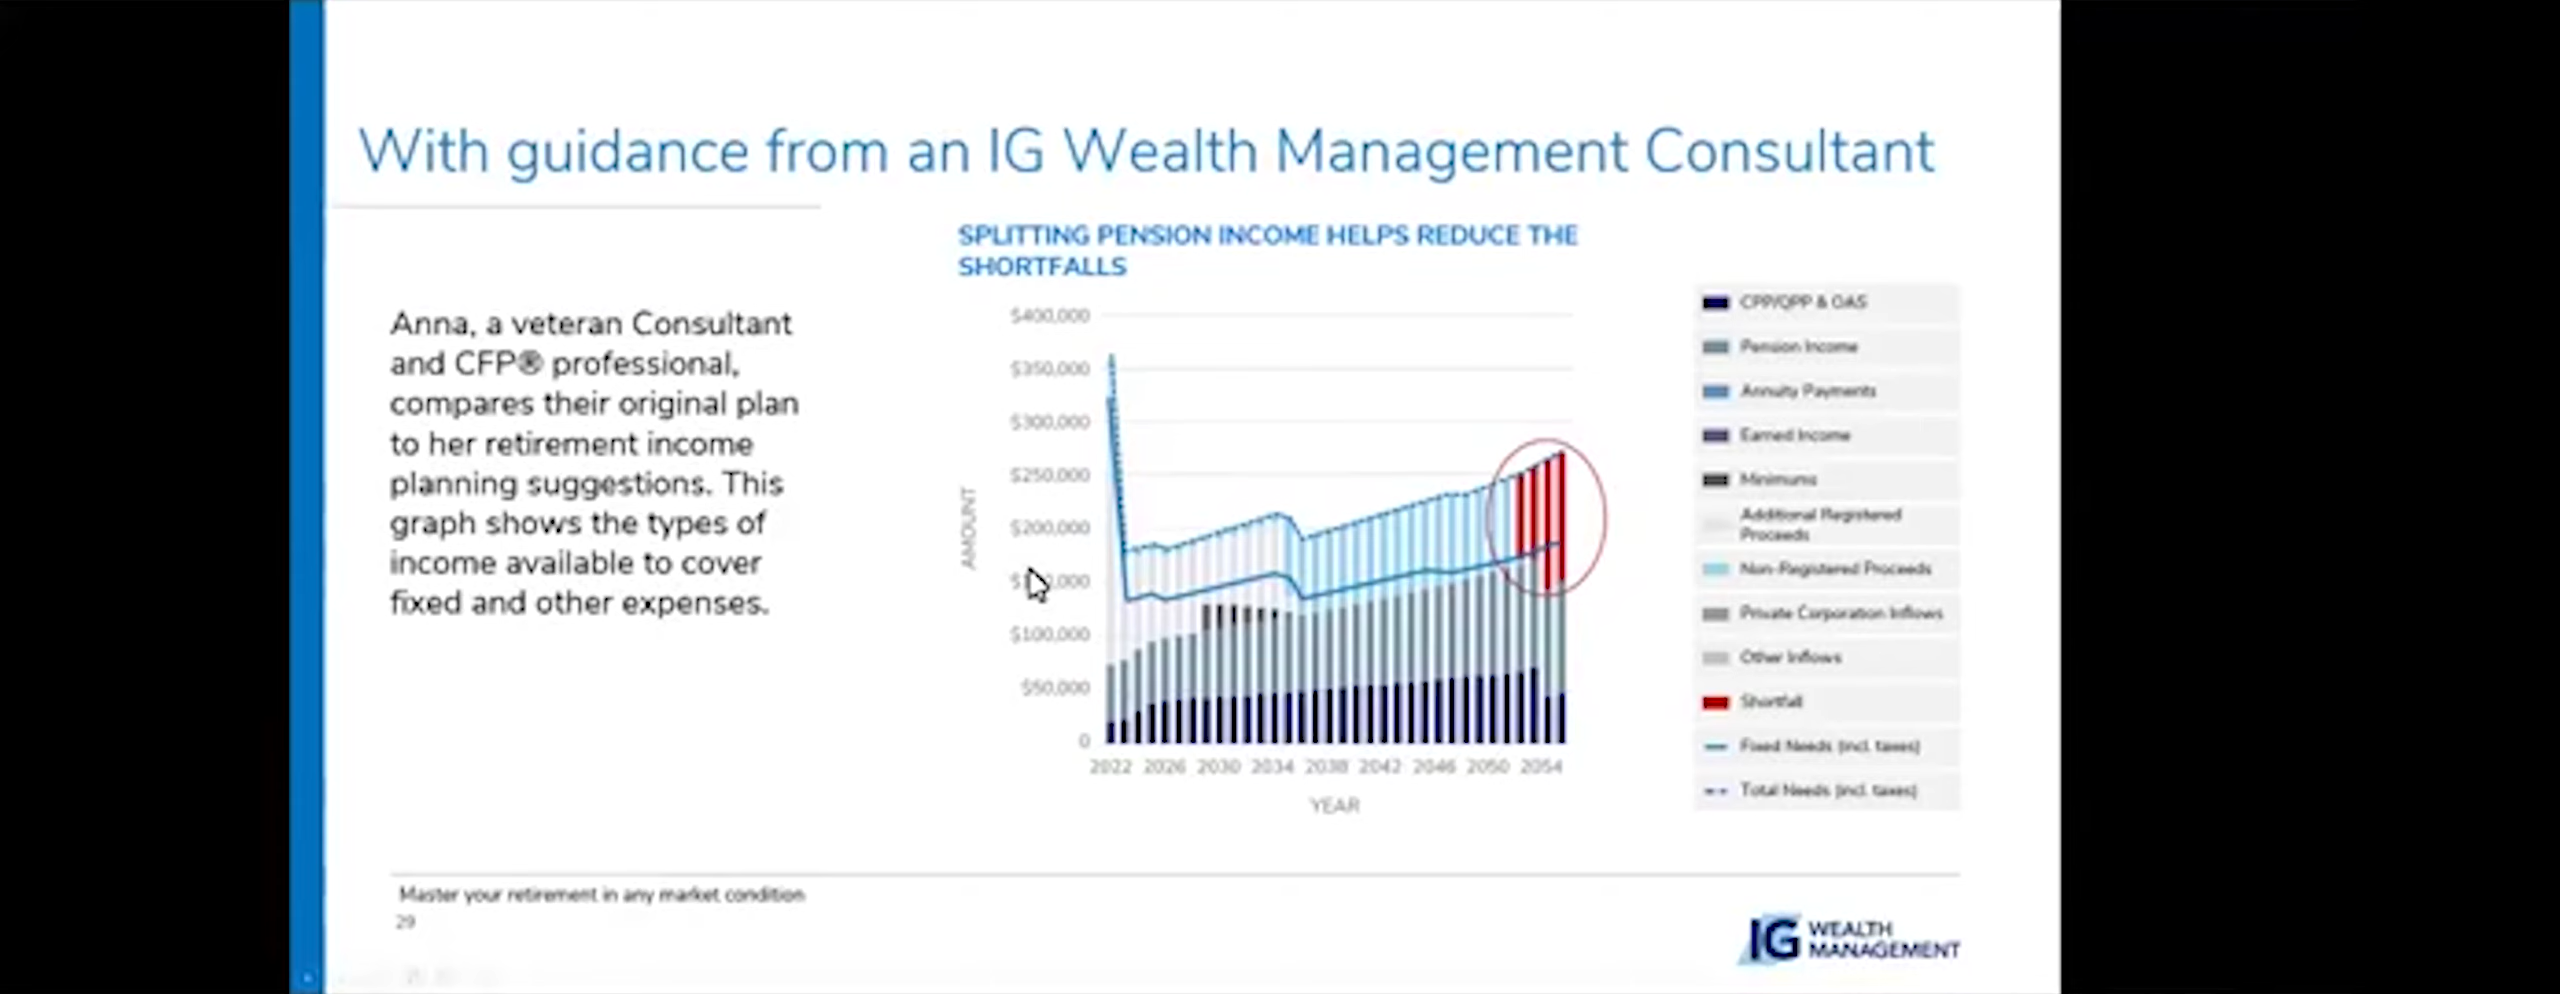 With guidance from an IG Wealth Management Consultant
SPLITTING PENSION INCOME HELPS REDUCE THE
SHORTFALLS
Anna, a veteran Consultant
and CFP® professional,
compares their original plan
to her retirement income
planning suggestions. This
graph shows the types of
income available to cover
fixed and other expenses.
AMOUNT
$400,000
$350,000
$300,000
$250,000
$200,000
$100,000
$50,000
0
2022 2026 2030 2034 2038 2042 2046 2050 2054
YEAR
CPP/QPP & OAS
Pension Income
Annuity Payments
Earned Income
Minimums
Additional Registered
Proceeds
Non-Registered Proceeds
Private Corporation Inflows
Other Inflows
Shortfall
Fixed Needs (incl. taxes)
Total Needs (incl. taxes)
Master your retirement in any market condition
29
IG WEALTH
MANAGEMENT